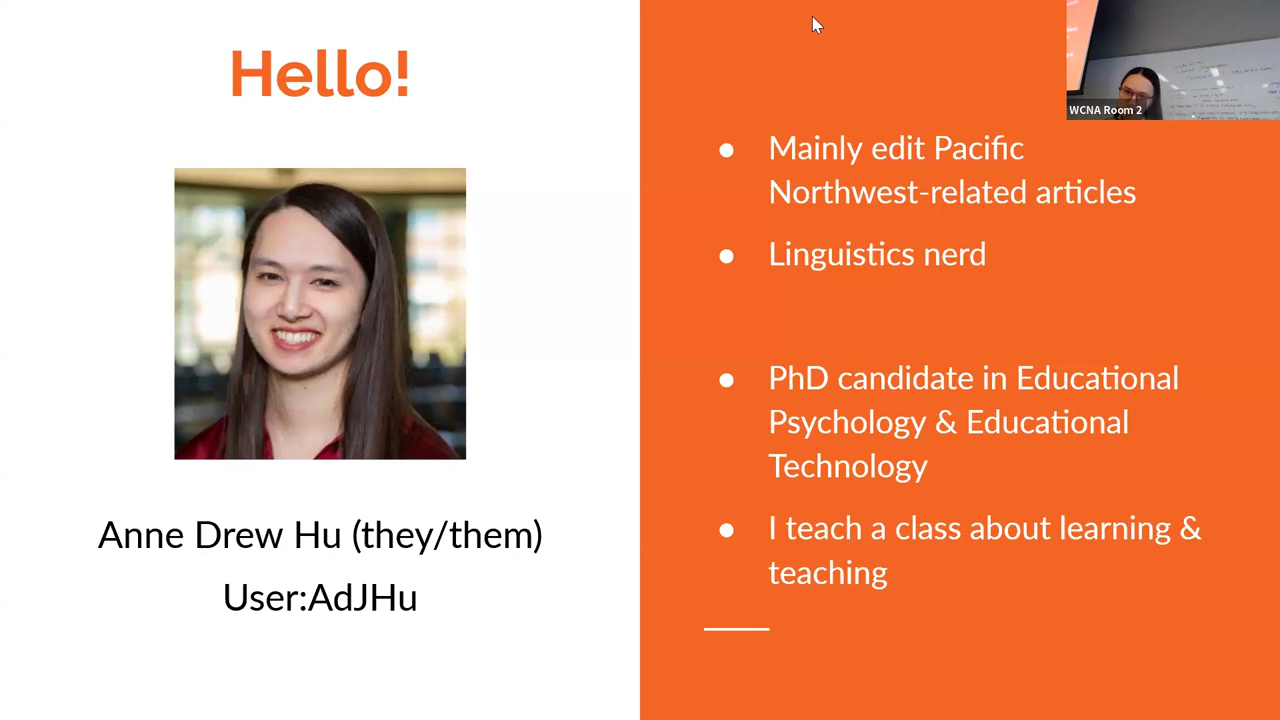 Hello!
Anne Drew Hu (they/them)
User:AdJHu
WCNA Room 2
● Mainly edit Pacific
Northwest-related articles
● Linguistics nerd
● PhD candidate in Educational
Psychology & Educational
Technology
● I teach a class about learning &
teaching